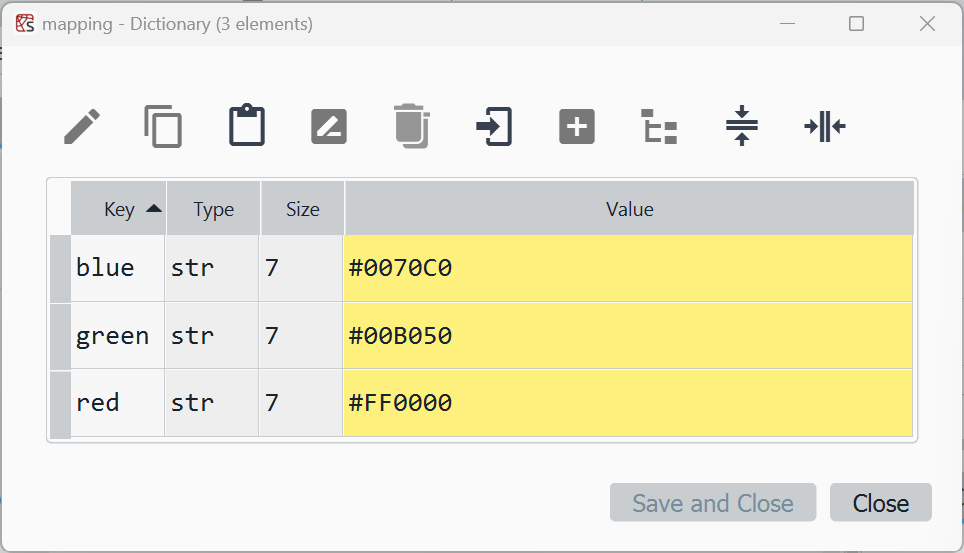 mapping - Dictionary (3 elements)
Key Type Size Value
blue str 7 #0070C0
green str 7 #00B050
red str 7 #FF0000
Save and Close Close